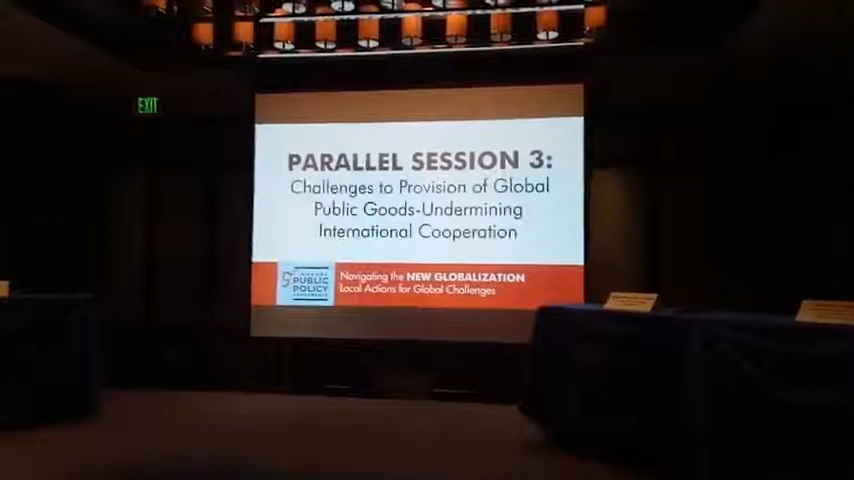 EXIT
PARALLEL SESSION 3:
Challenges to Provision of Global
Public Goods-Undermining
International Cooperation
PUBLIC
POLICY
Navigating the NEW GLOBALIZATION
Local Actions for Global Challenges